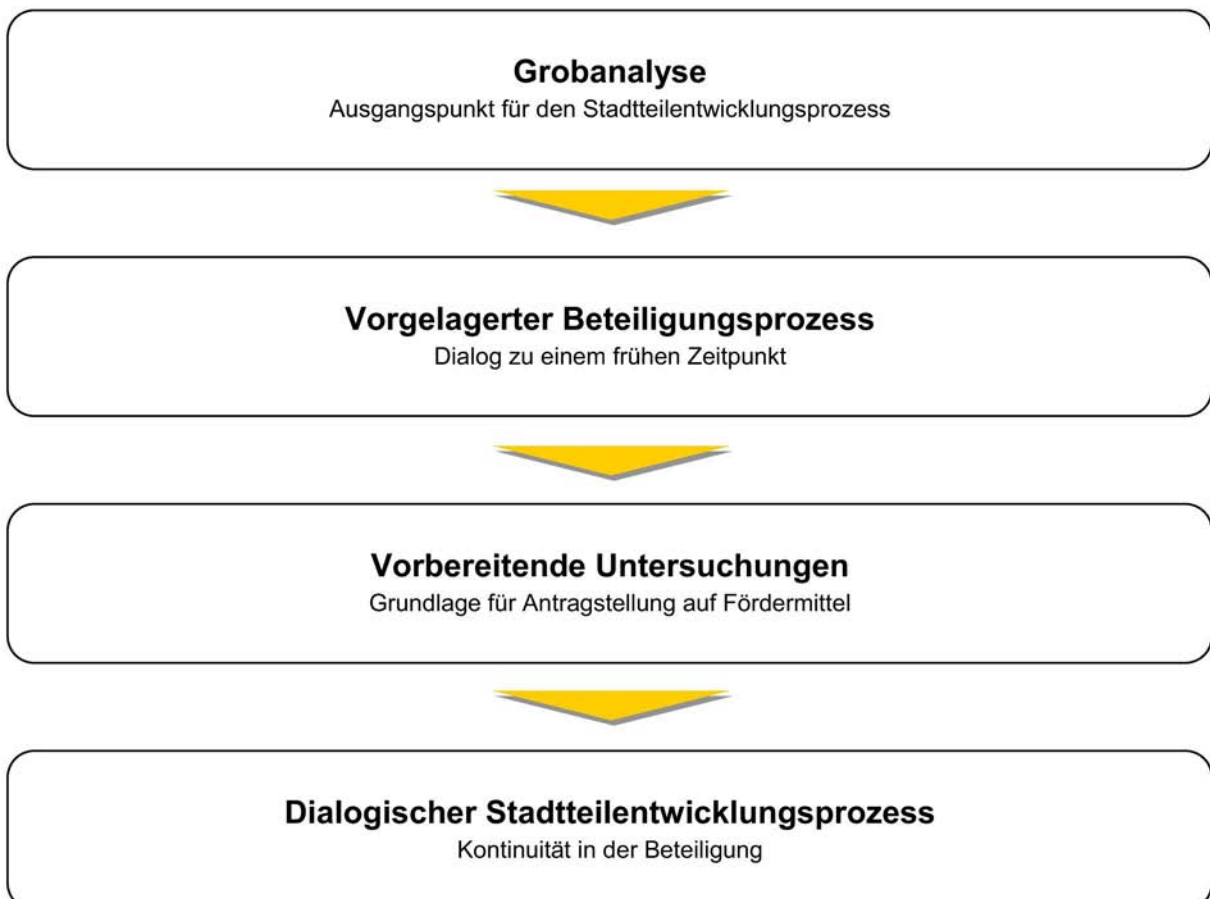 Grobanalyse
Ausgangspunkt für den Stadtteilentwicklungsprozess
Vorgelagerter Beteiligungsprozess
Dialog zu einem frühen Zeitpunkt
Vorbereitende Untersuchungen
Grundlage für Antragstellung auf Fördermittel
Dialogischer Stadtteilentwicklungsprozess
Kontinuität in der Beteiligung